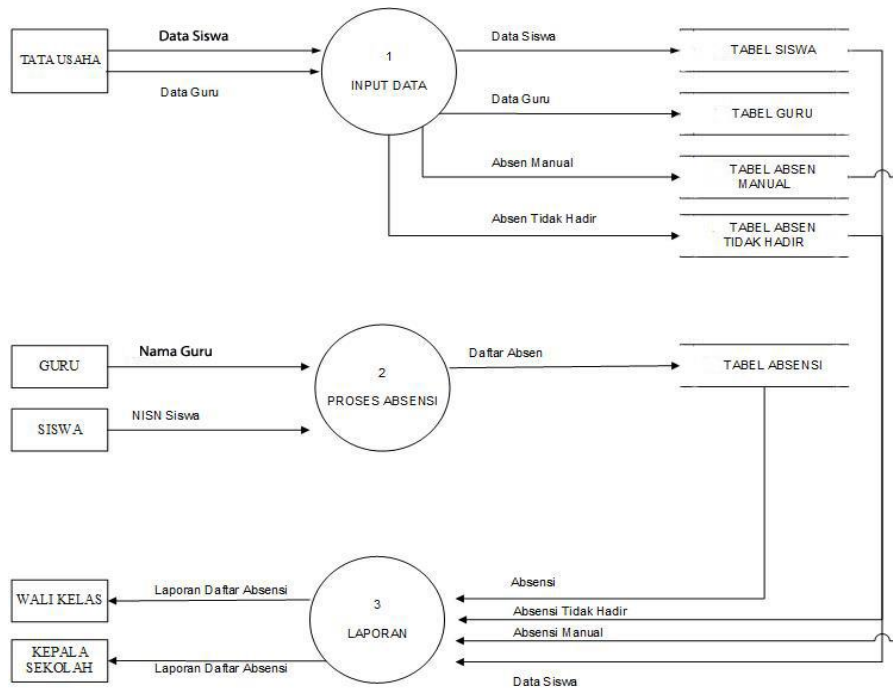 Data Siswa
1
Data Siswa
TABEL SISWA
TATA USAHA
INPUT DATA
Data Guru
Data Guru
TABEL GURU
Absen Manual
TABEL ABSEN
MANUAL
Absen Tidak Hadir
TABEL ABSEN
TIDAK HADIR
GURU
Nama Guru
2
PROSES ABSENSI
Daftar Absen
TABEL ABSENSI
SISWA
NISN Siswa
WALI KELAS
Laporan Daftar Absensi
3
LAPORAN
Absensi
Absensi Tidak Hadir
Absensi Manual
KEPALA
SEKOLAH
Laporan Daftar Absensi
Data Siswa